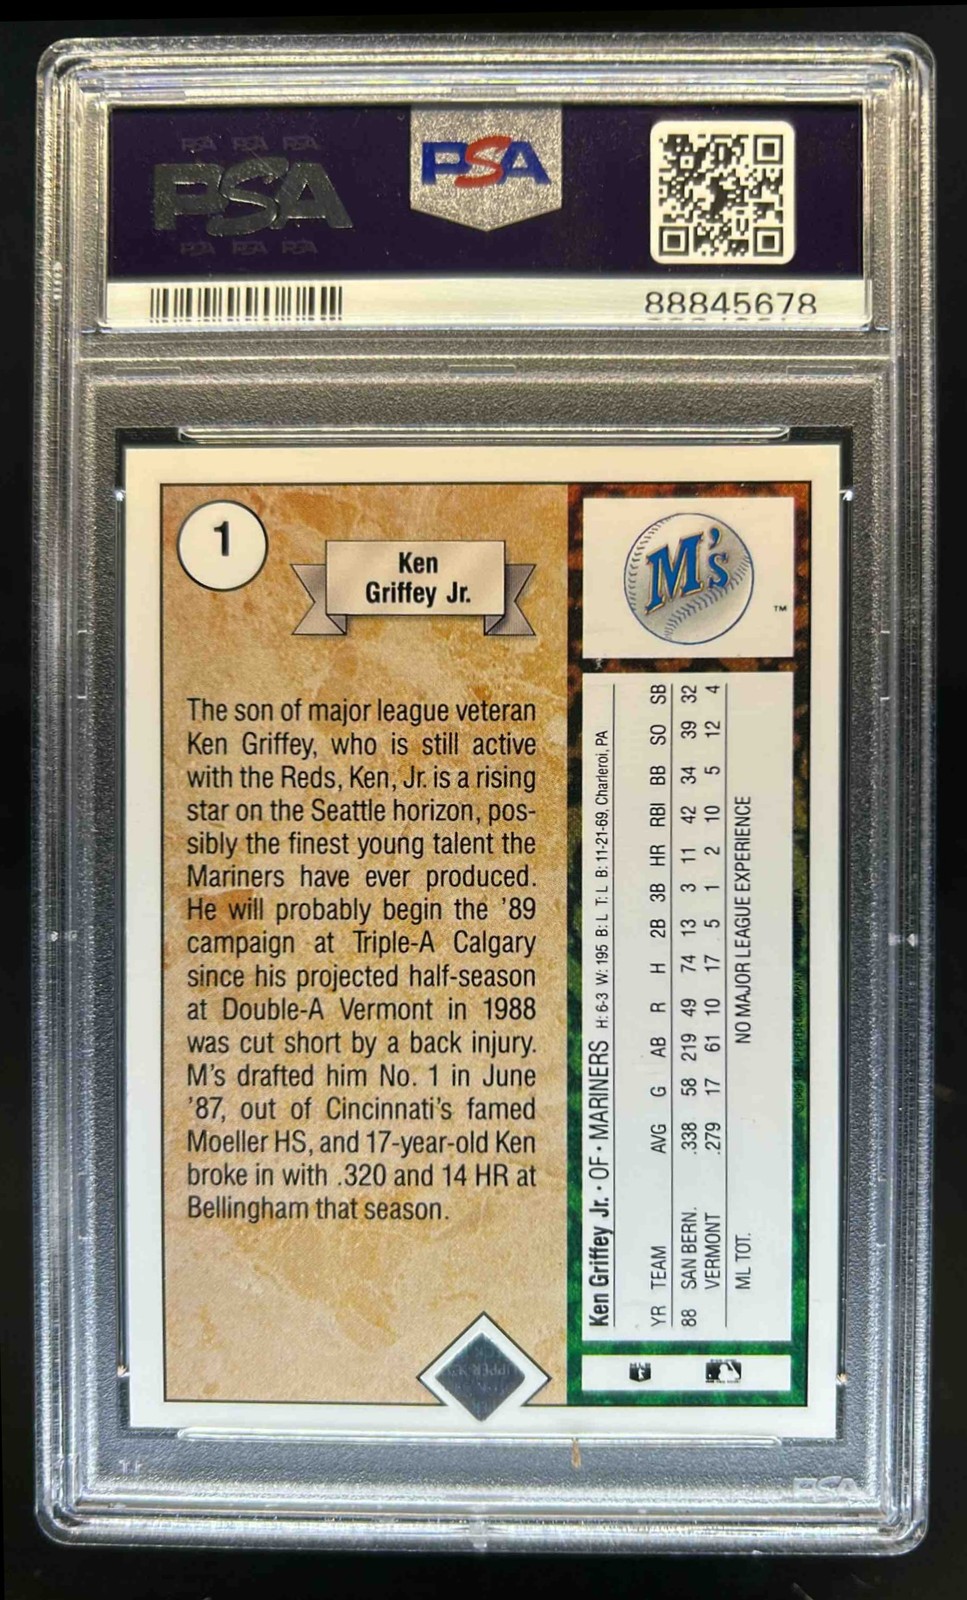 PSA PSA PSA
PSA
PSA PSA PSA
PSA
88845678
1
Ken
Griffey Jr.
M's
TM
The son of major league veteran
Ken Griffey, who is still active
with the Reds, Ken, Jr. is a rising
star on the Seattle horizon, pos-
sibly the finest young talent the
Mariners have ever produced.
He will probably begin the '89
campaign at Triple-A Calgary
since his projected half-season
at Double-A Vermont in 1988
was cut short by a back injury.
M's drafted him No. 1 in June
'87, out of Cincinnati's famed
Moeller HS, and 17-year-old Ken
broke in with .320 and 14 HR at
Bellingham that season.
Ken Griffey Jr. · OF · MARINERS H: 6-3 W: 195 B: L T: L B: 11-21-69, Charleroi, PA
YR TEAM AVG G AB R H 2B 3B HR RBI BB SO SB
88 SAN BERN. .338 58 219 49 74 13 3 11 42 34 39 32
VERMONT .279 17 61 10 17 5 1 2 10 5 12 4
ML TOT. NO MAJOR LEAGUE EXPERIENCE
PSA